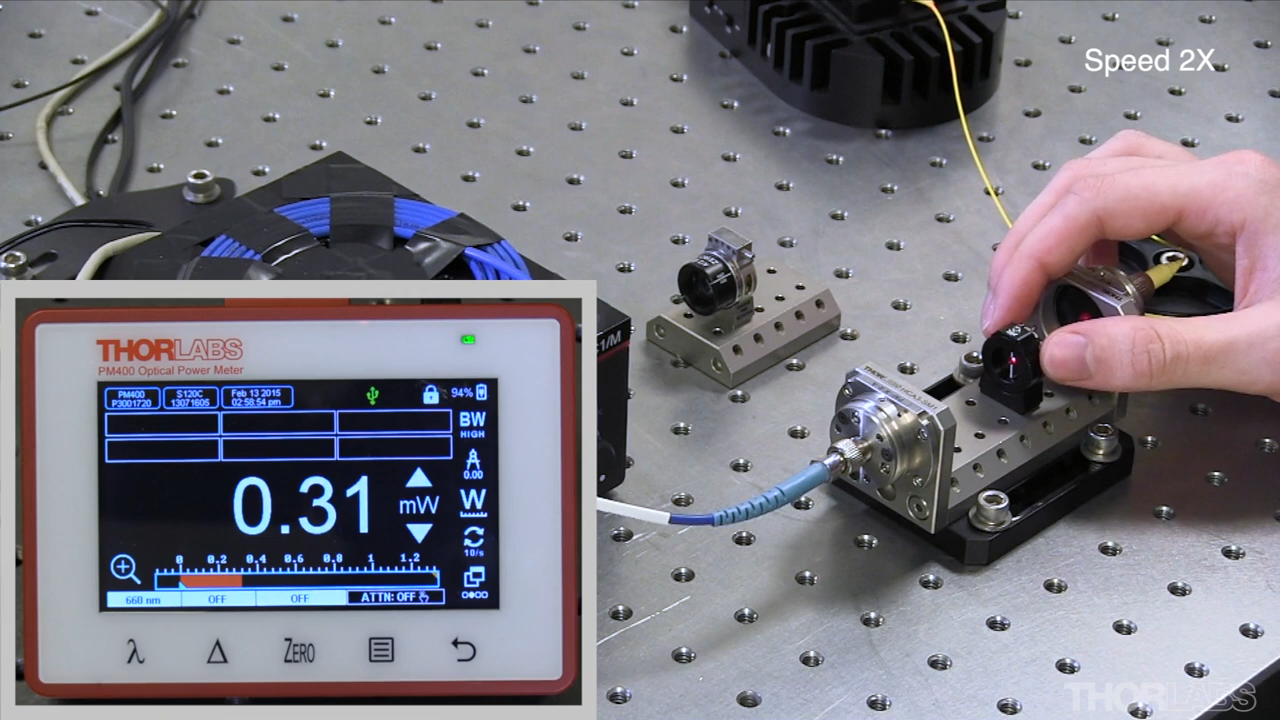 Speed 2X
THORLABS
PM400 Optical Power Meter
PM400
P3001720
S120C
13071605
Feb 13 2015
02:58:54 pm
94%
BW
HIGH
0.00
W
10/s
0.31
mW
0 0.2 0.4 0.6 0.8 1 1.2
660 nm
OFF
OFF
ATTN: OFF
λ Δ ZERO
THORLABS